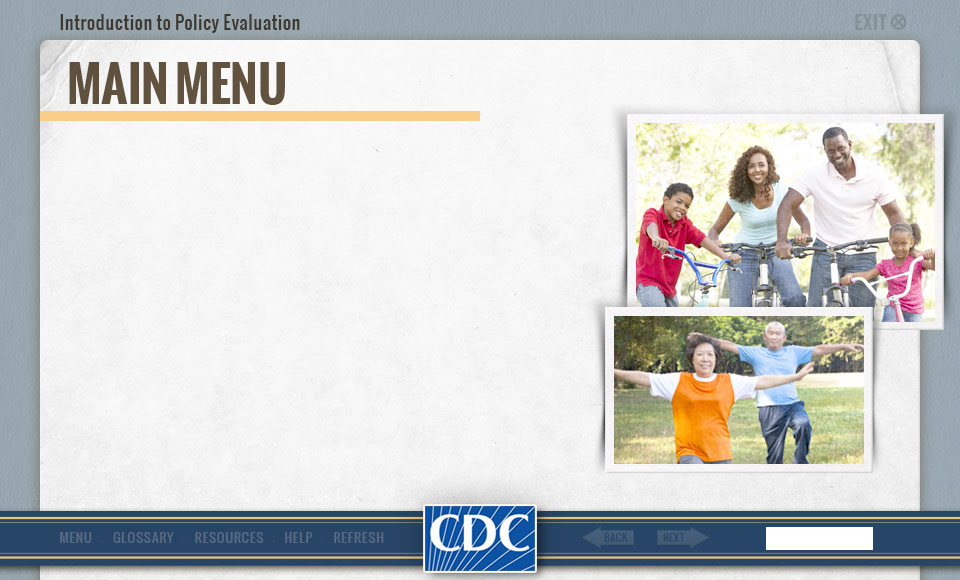 Introduction to Policy Evaluation
EXIT
MAIN MENU
MENU . GLOSSARY . RESOURCES . HELP . REFRESH
CDC
BACK
NEXT